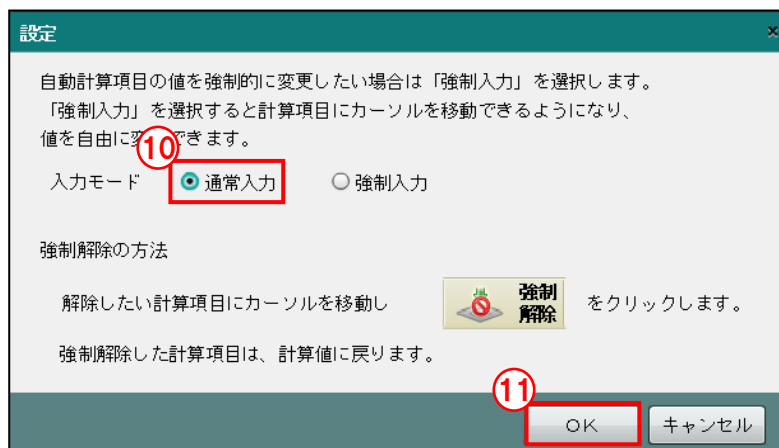 設定
×
自動計算項目の値を強制的に変更したい場合は「強制入力」を選択します。
「強制入力」を選択すると計算項目にカーソルを移動できるようになり、
値を自由に変
できます。
⑩
入力モード 通常入力 強制入力
強制解除の方法
解除したい計算項目にカーソルを移動し 強制解除 をクリックします。
強制解除した計算項目は、計算値に戻ります。
⑪
OK キャンセル